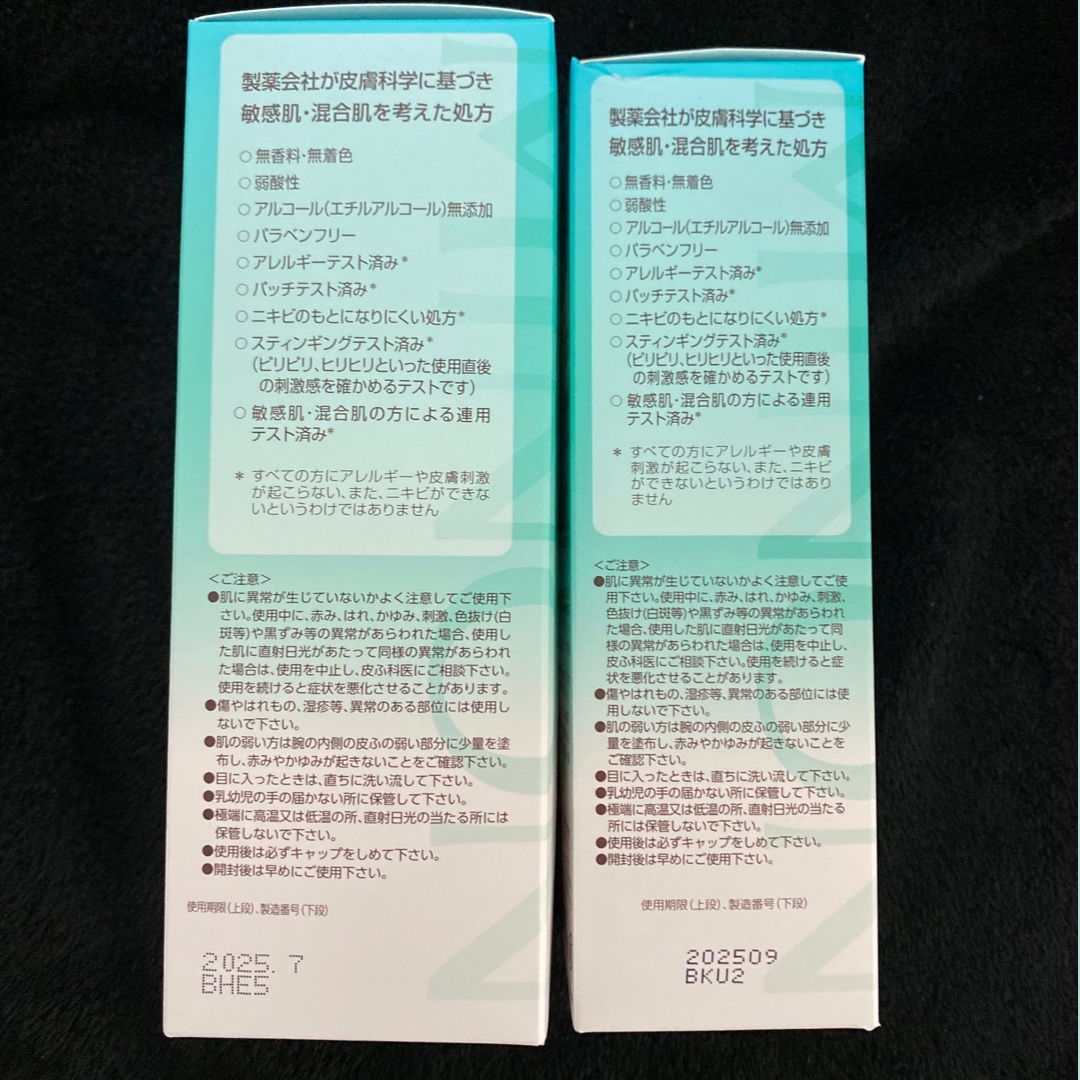 製薬会社が皮膚科学に基づき
敏感肌・混合肌を考えた処方
○無香料・無着色
○弱酸性
○アルコール(エチルアルコール)無添加
○パラベンフリー
○アレルギーテスト済み*
○パッチテスト済み*
○ニキビのもとになりにくい処方*
○スティンギングテスト済み*
(ピリピリ、ヒリヒリといった使用直後
の刺激感を確かめるテストです)
○敏感肌・混合肌の方による連用
テスト済み*
*すべての方にアレルギーや皮膚刺激
が起こらない、また、ニキビができな
いというわけではありません
<ご注意>
●肌に異常が生じていないかよく注意してご使用下
さい。使用中に、赤み、はれ、かゆみ、刺激、色抜け(白
斑等)や黒ずみ等の異常があらわれた場合、使用し
た肌に直射日光があたって同様の異常があらわれ
た場合は、使用を中止し、皮ふ科医にご相談下さい。
使用を続けると症状を悪化させることがあります。
●傷やはれもの、湿疹等、異常のある部位には使用し
ないで下さい。
●肌の弱い方は腕の内側の皮ふの弱い部分に少量を塗
布し、赤みやかゆみが起きないことをご確認下さい。
●目に入ったときは、直ちに洗い流して下さい。
●乳幼児の手の届かない所に保管して下さい。
●極端に高温又は低温の所、直射日光の当たる所には
保管しないで下さい。
●使用後は必ずキャップをしめて下さい。
●開封後は早めにご使用下さい。
使用期限(上段)、製造番号(下段)
2025. 7
BHE5
製薬会社が皮膚科学に基づき
敏感肌・混合肌を考えた処方
○無香料・無着色
○弱酸性
○アルコール(エチルアルコール)無添加
○パラベンフリー
○アレルギーテスト済み*
○パッチテスト済み*
○ニキビのもとになりにくい処方*
○スティンギングテスト済み*
(ピリピリ、ヒリヒリといった使用直後
の刺激感を確かめるテストです)
○敏感肌・混合肌の方による連用
テスト済み*
*すべての方にアレルギーや皮膚
刺激が起こらない、また、ニキビ
ができないというわけではあり
ません
<ご注意>
●肌に異常が生じていないかよく注意してご使
用下さい。使用中に、赤み、はれ、かゆみ、刺激、
色抜け(白斑等)や黒ずみ等の異常があらわれ
た場合、使用した肌に直射日光があたって同
様の異常があらわれた場合は、使用を中止し、
皮ふ科医にご相談下さい。使用を続けると症
状を悪化させることがあります。
●傷やはれもの、湿疹等、異常のある部位には使
用しないで下さい。
●肌の弱い方は腕の内側の皮ふの弱い部分に少
量を塗布し、赤みやかゆみが起きないことを
ご確認下さい。
●目に入ったときは、直ちに洗い流して下さい。
●乳幼児の手の届かない所に保管して下さい。
●極端に高温又は低温の所、直射日光の当たる
所には保管しないで下さい。
●使用後は必ずキャップをしめて下さい。
●開封後は早めにご使用下さい。
使用期限(上段)、製造番号(下段)
202509
BKU2